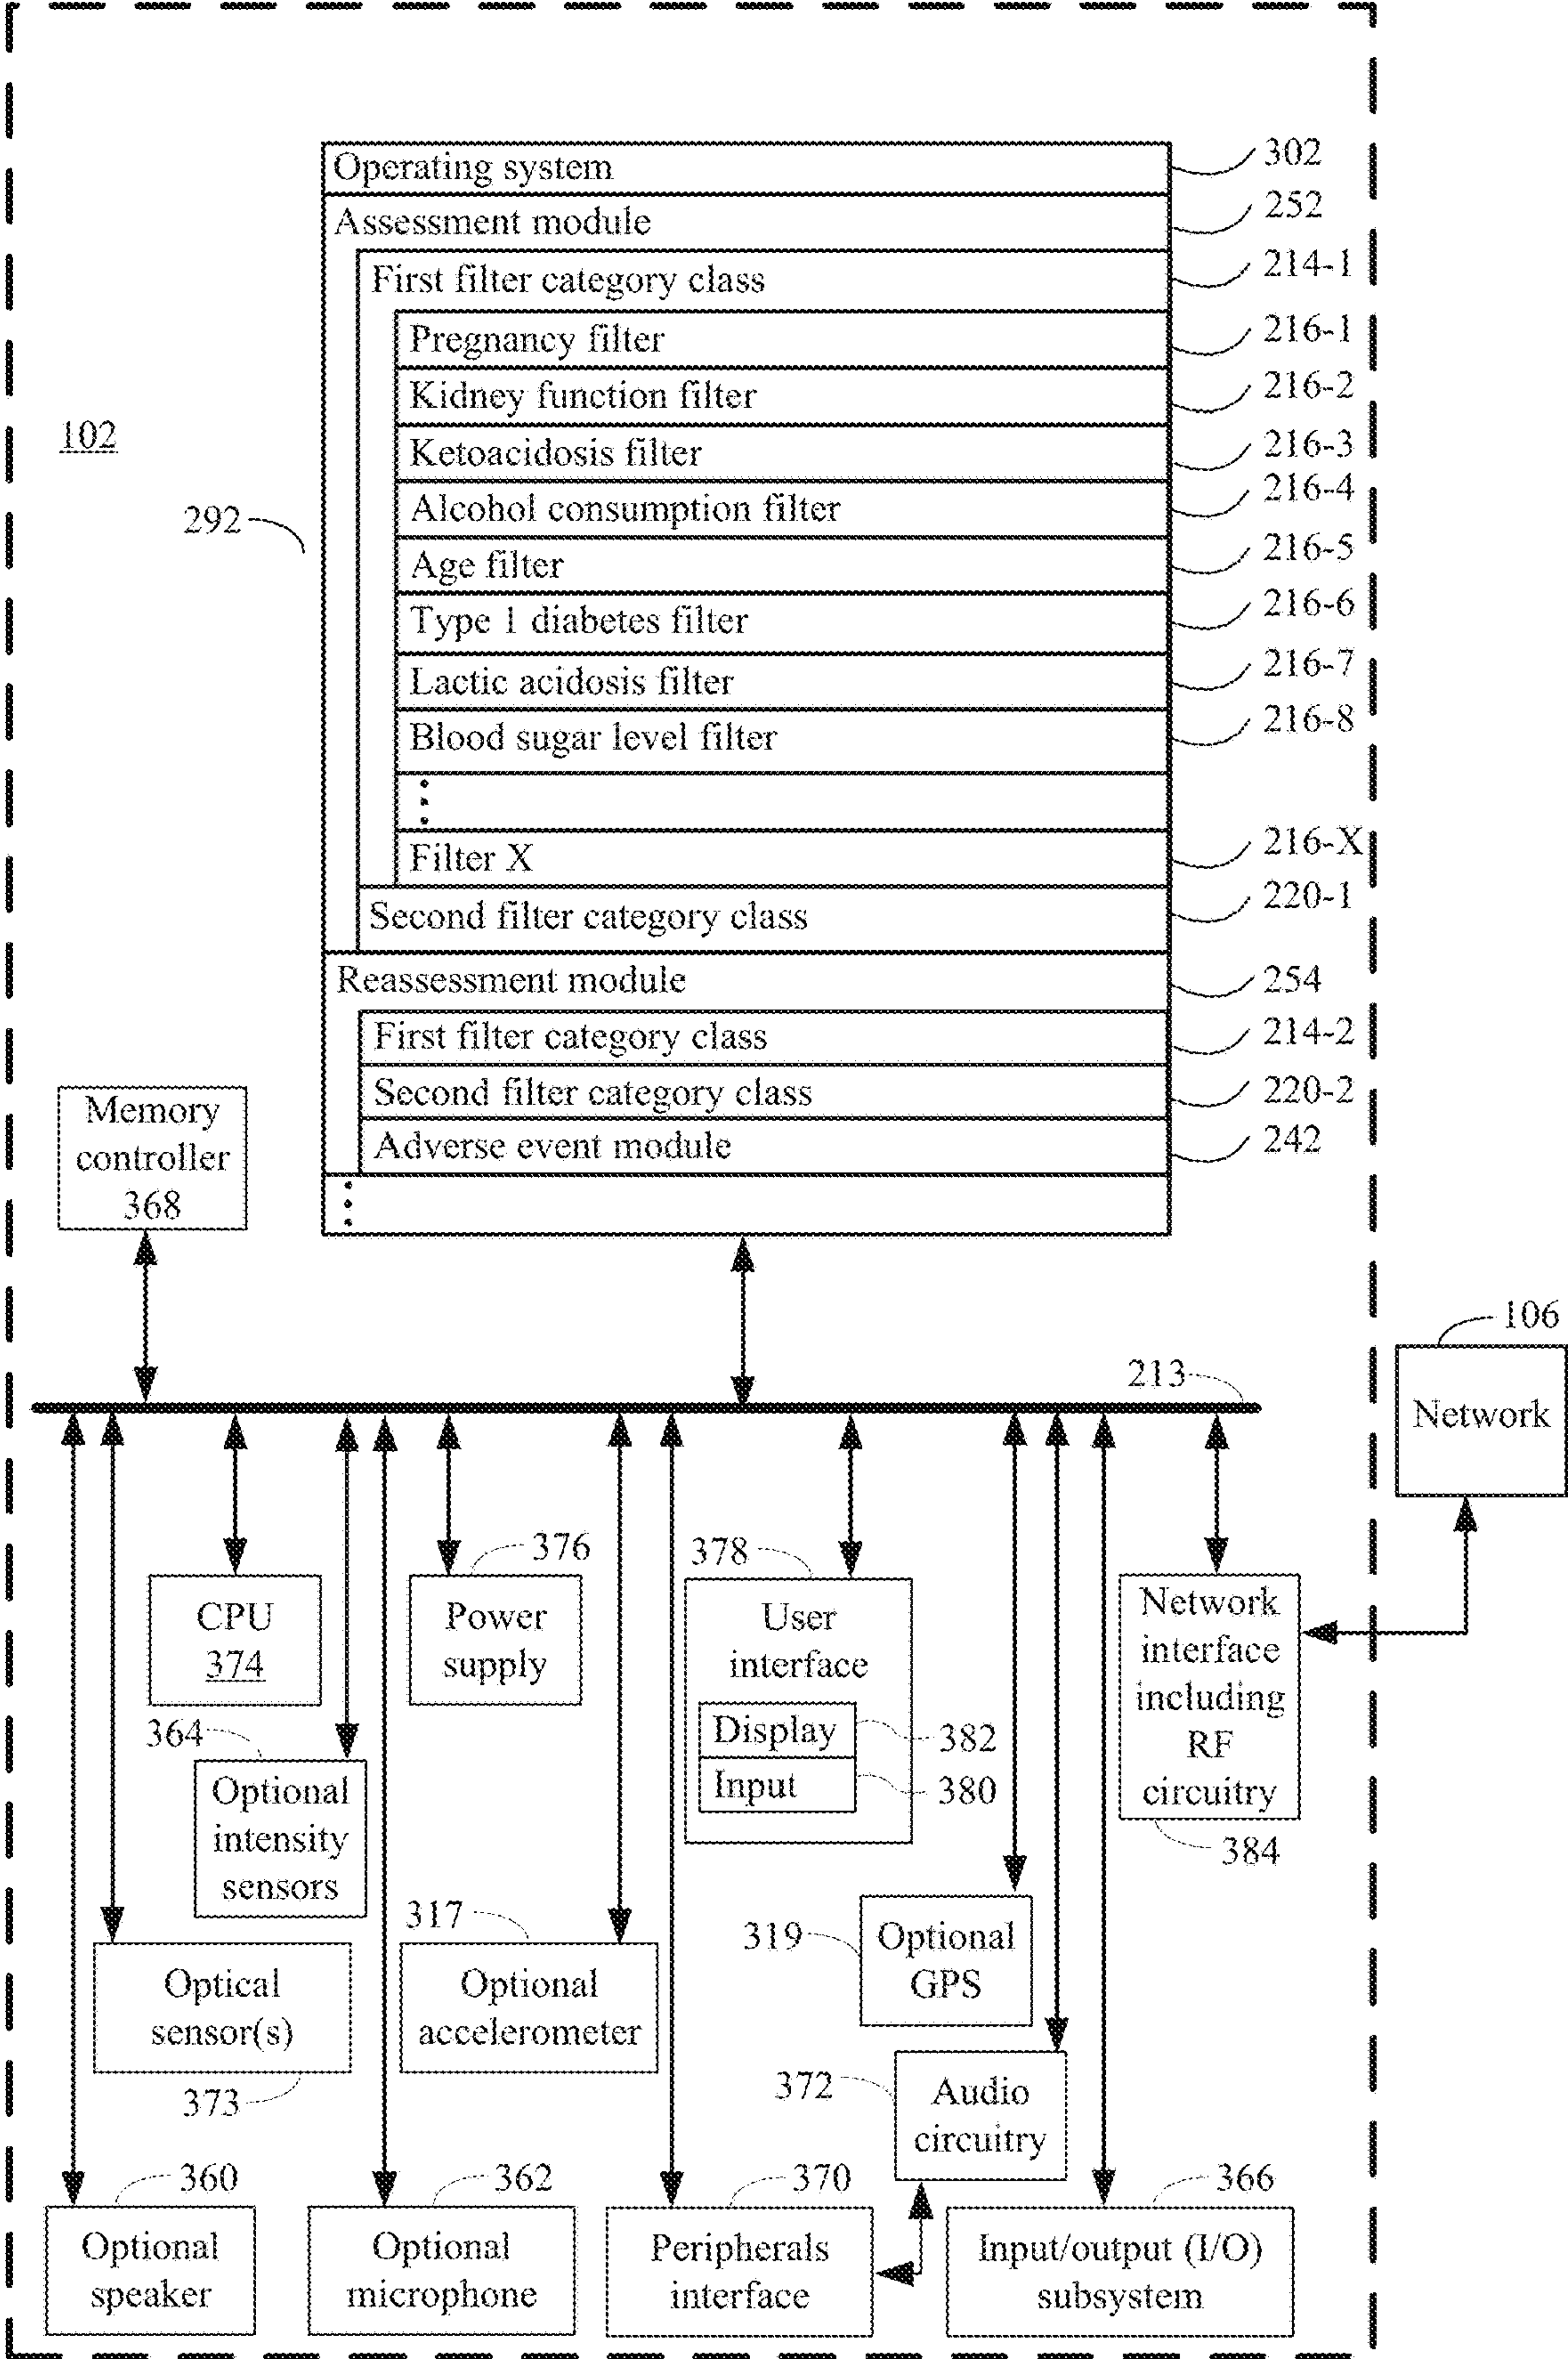 Operating system
302
Assessment module
252
First filter category class
214-1
Pregnancy filter
216-1
Kidney function filter
216-2
Ketoacidosis filter
216-3
102
Alcohol consumption filter
216-4
292
Age filter
216-5
Type 1 diabetes filter
216-6
Lactic acidosis filter
216-7
Blood sugar level filter
216-8
Filter X
216-X
Second filter category class
220-1
Reassessment module
254
First filter category class
214-2
Second filter category class
220-2
Adverse event module
242
Memory
controller
368
106
Network
213
CPU
374
376
Power
supply
378
User
interface
Display
382
Input
380
Network
interface
including
RF
circuitry
384
364
Optional
intensity
sensors
317
Optional
accelerometer
319
Optional
GPS
Optical
sensor(s)
373
372
Audio
circuitry
360
Optional
speaker
362
Optional
microphone
370
Peripherals
interface
366
Input/output (I/O)
subsystem